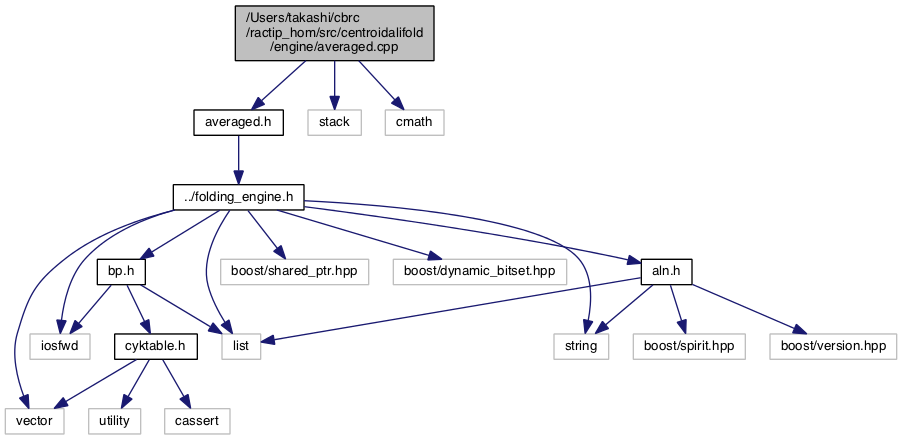 /Users/takashi/cbrc
/ractip_hom/src/centroidalifold
/engine/averaged.cpp
averaged.h
stack
cmath
../folding_engine.h
bp.h
boost/shared_ptr.hpp
boost/dynamic_bitset.hpp
aln.h
iosfwd
cyktable.h
list
string
boost/spirit.hpp
boost/version.hpp
vector
utility
cassert